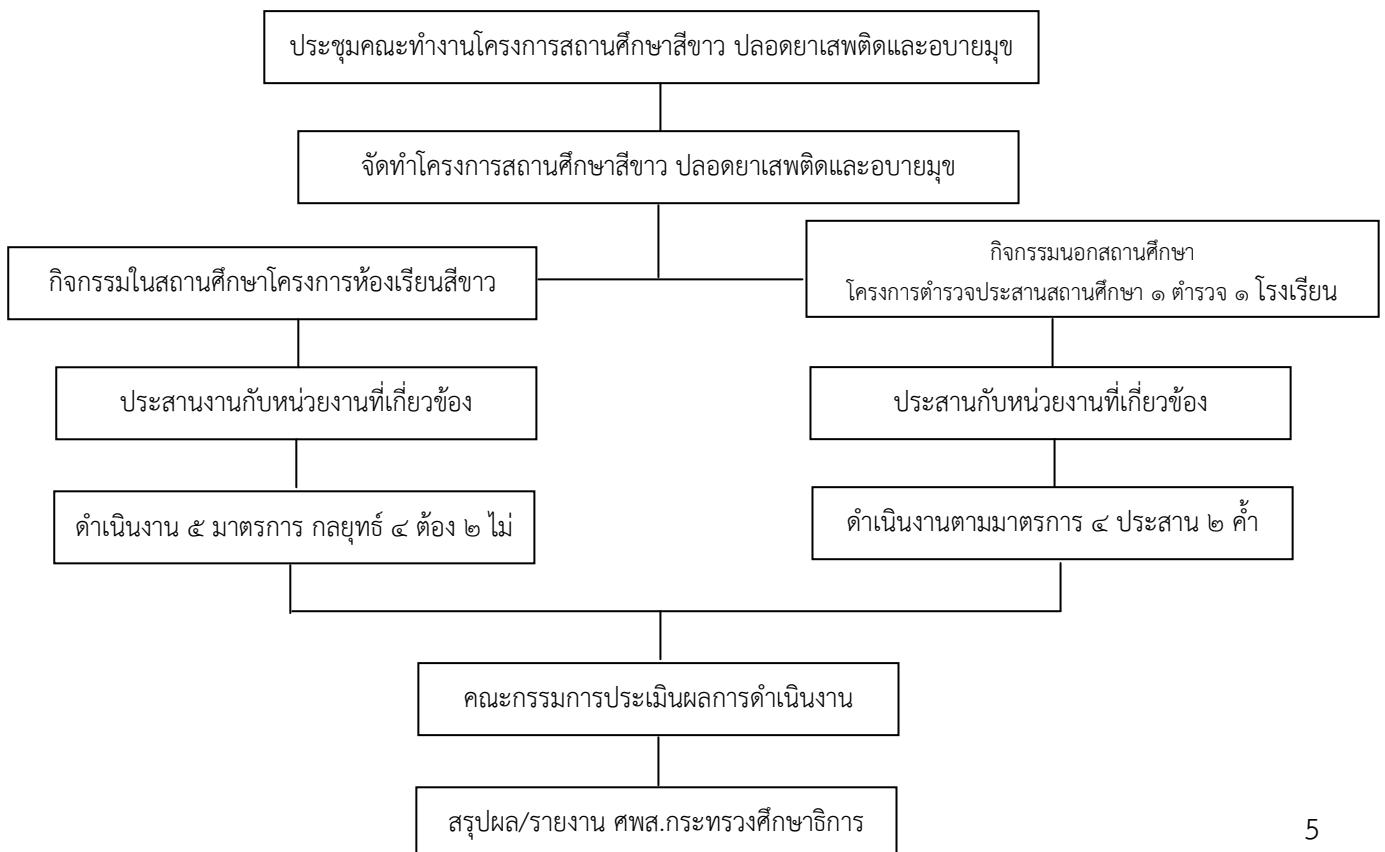 ประชุมคณะทำงานโครงการสถานศึกษาสีขาว ปลอดยาเสพติดและอบายมุข
จัดทำโครงการสถานศึกษาสีขาว ปลอดยาเสพติดและอบายมุข
กิจกรรมในสถานศึกษาโครงการห้องเรียนสีขาว
กิจกรรมนอกสถานศึกษา
โครงการตำรวจประสานสถานศึกษา ๑ ตำรวจ ๑ โรงเรียน
ประสานงานกับหน่วยงานที่เกี่ยวข้อง
ประสานกับหน่วยงานที่เกี่ยวข้อง
ดำเนินงาน ๕ มาตรการ กลยุทธ์ ๔ ต้อง ๒ ไม่
ดำเนินงานตามมาตรการ ๔ ประสาน ๒ ค้ำ
คณะกรรมการประเมินผลการดำเนินงาน
สรุปผล/รายงาน ศพส.กระทรวงศึกษาธิการ
5